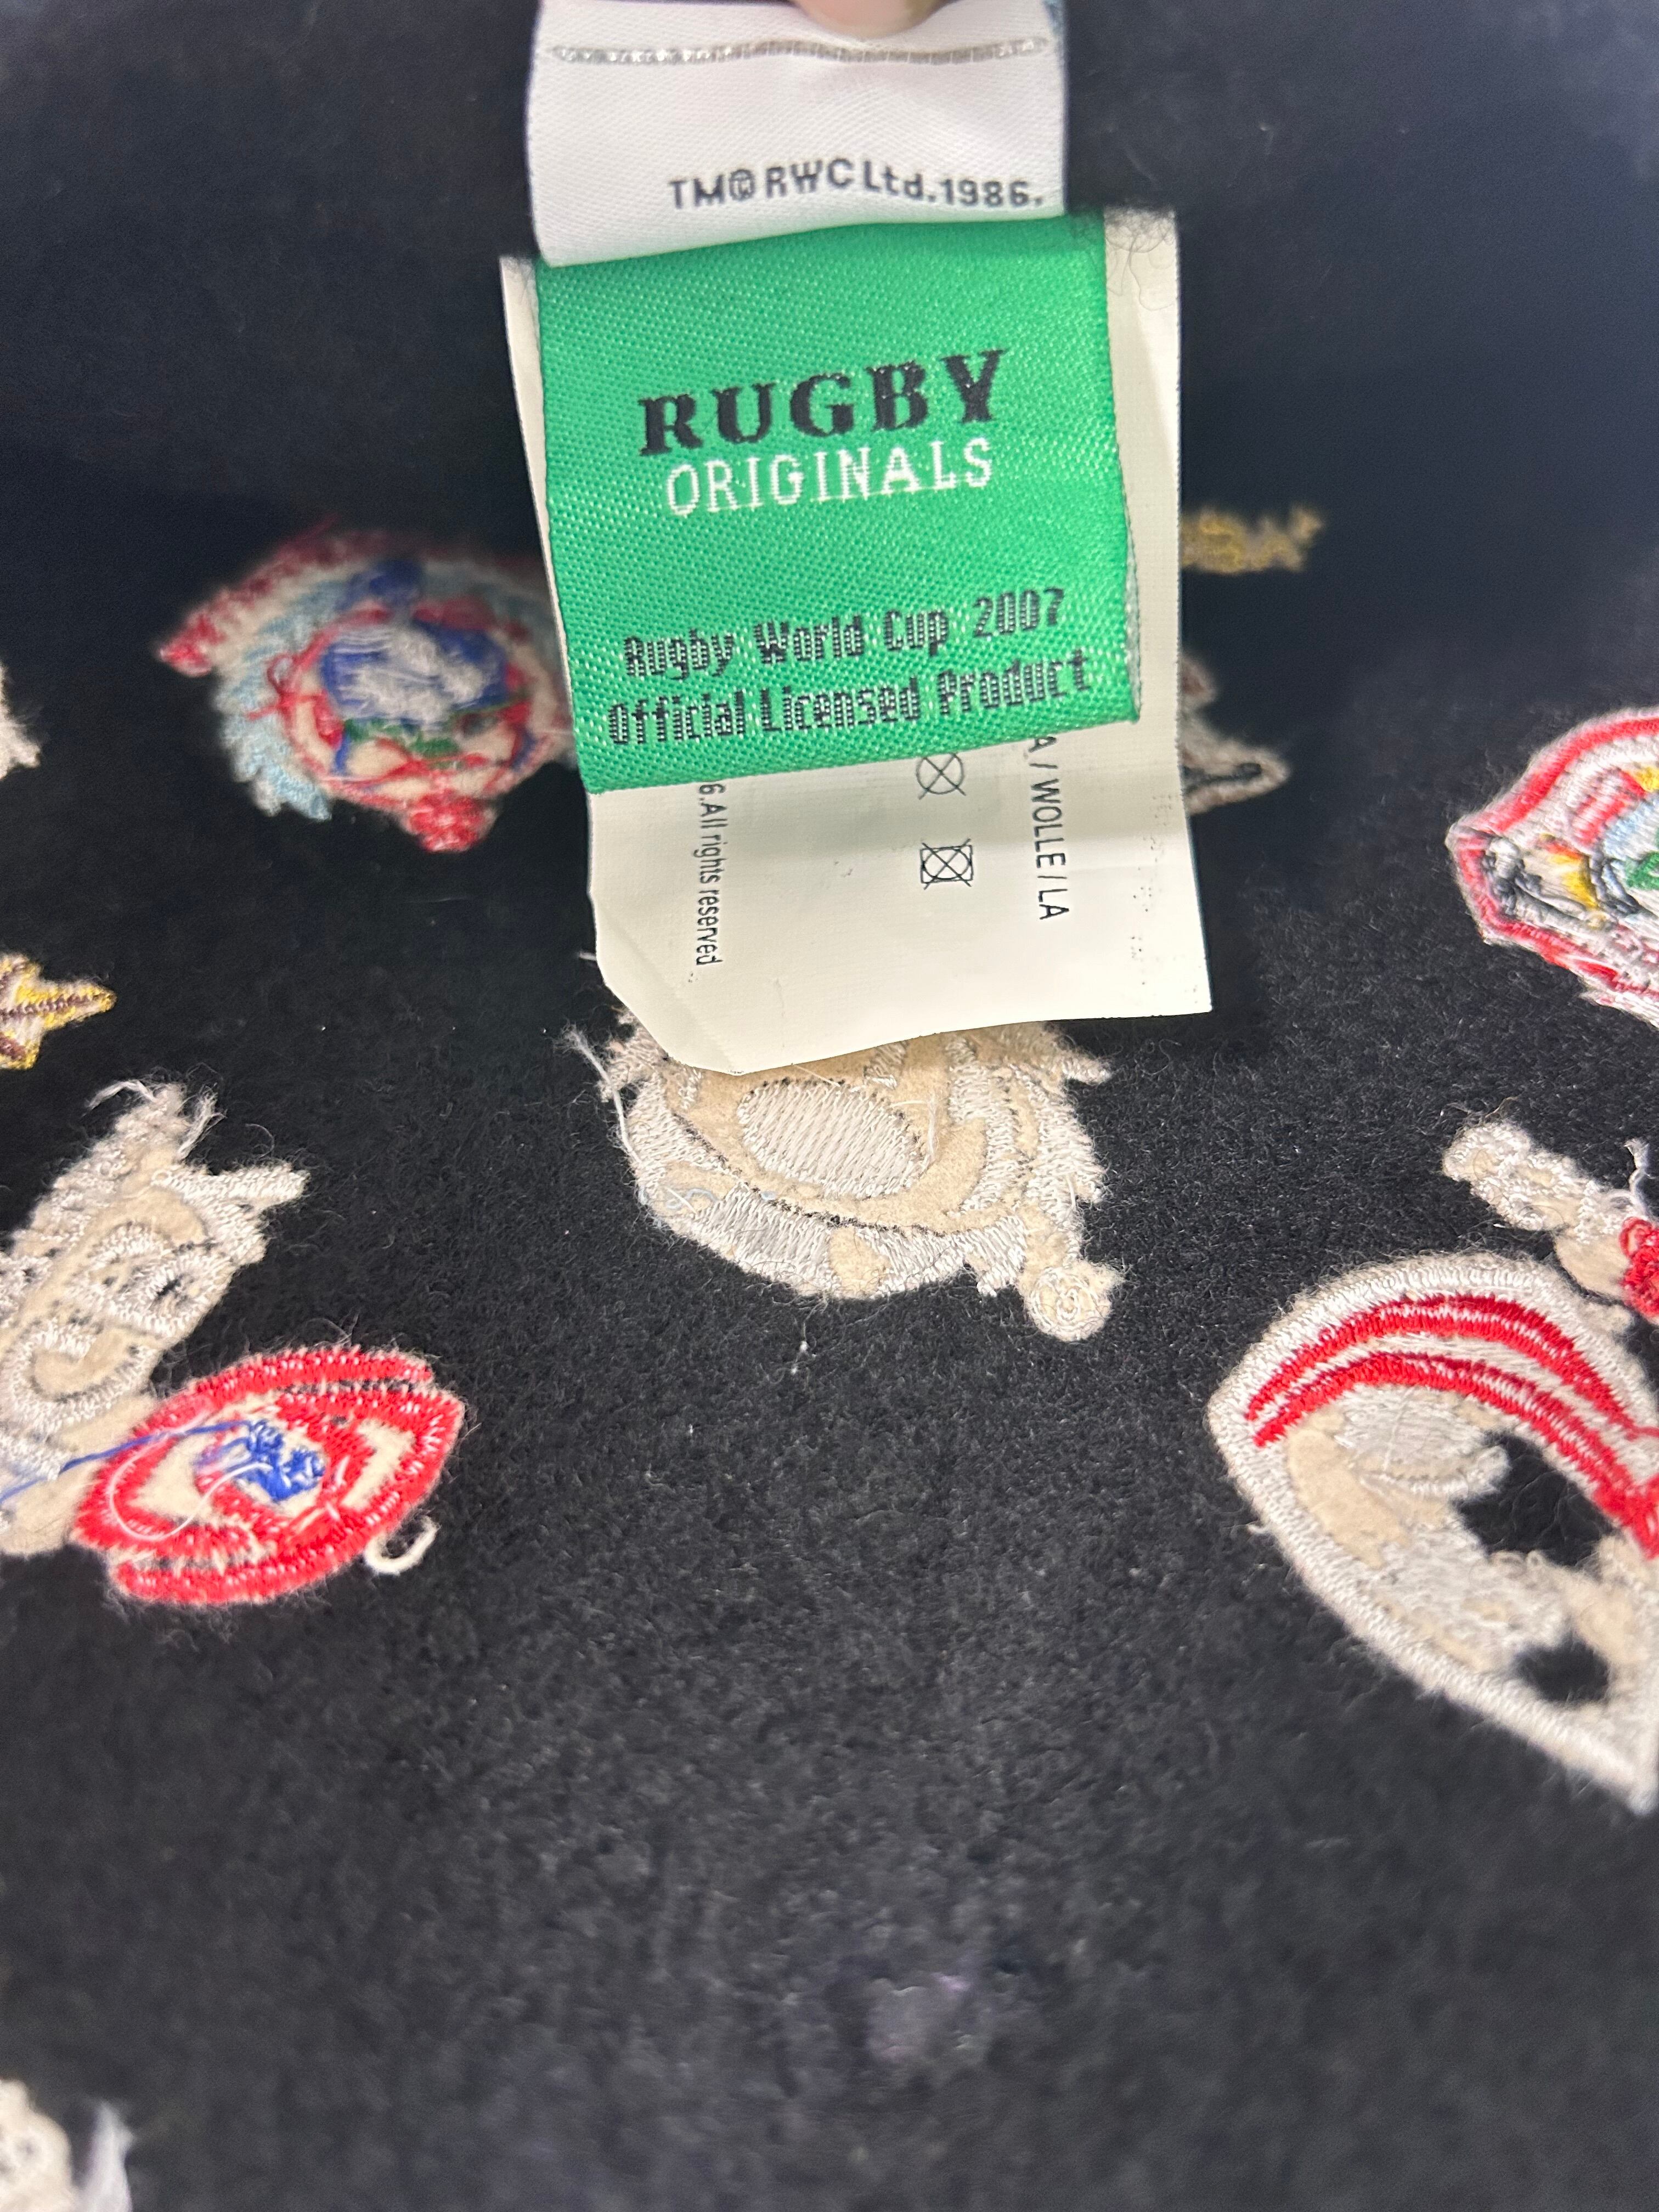 TM©RWC Ltd.1986.
RUGBY
ORIGINALS
Rugby World Cup 2007
Official Licensed Product
A / WOLLE / LA
6.All rights reserved